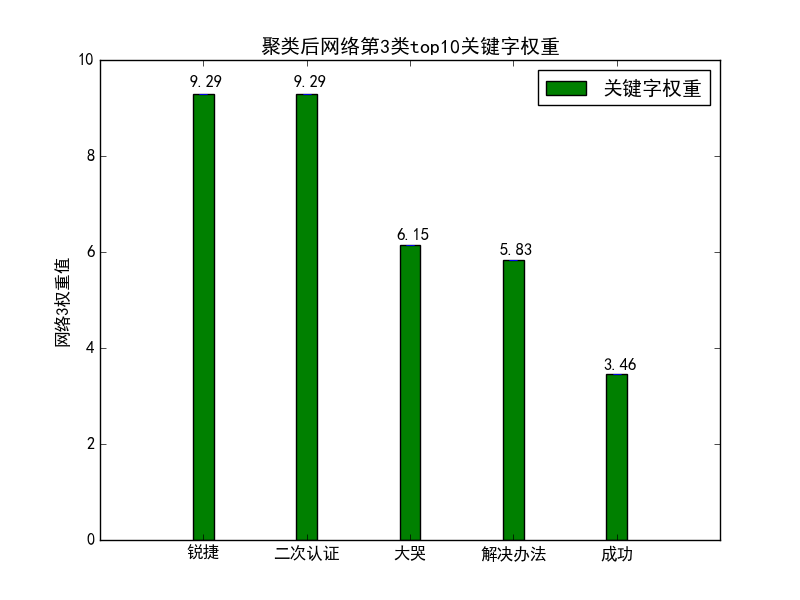 聚类后网络第3类top10关键字权重
关键字权重
网络3权重值
10
8
6
4
2
0
9.29
9.29
6.15
5.83
3.46
锐捷
二次认证
大哭
解决办法
成功